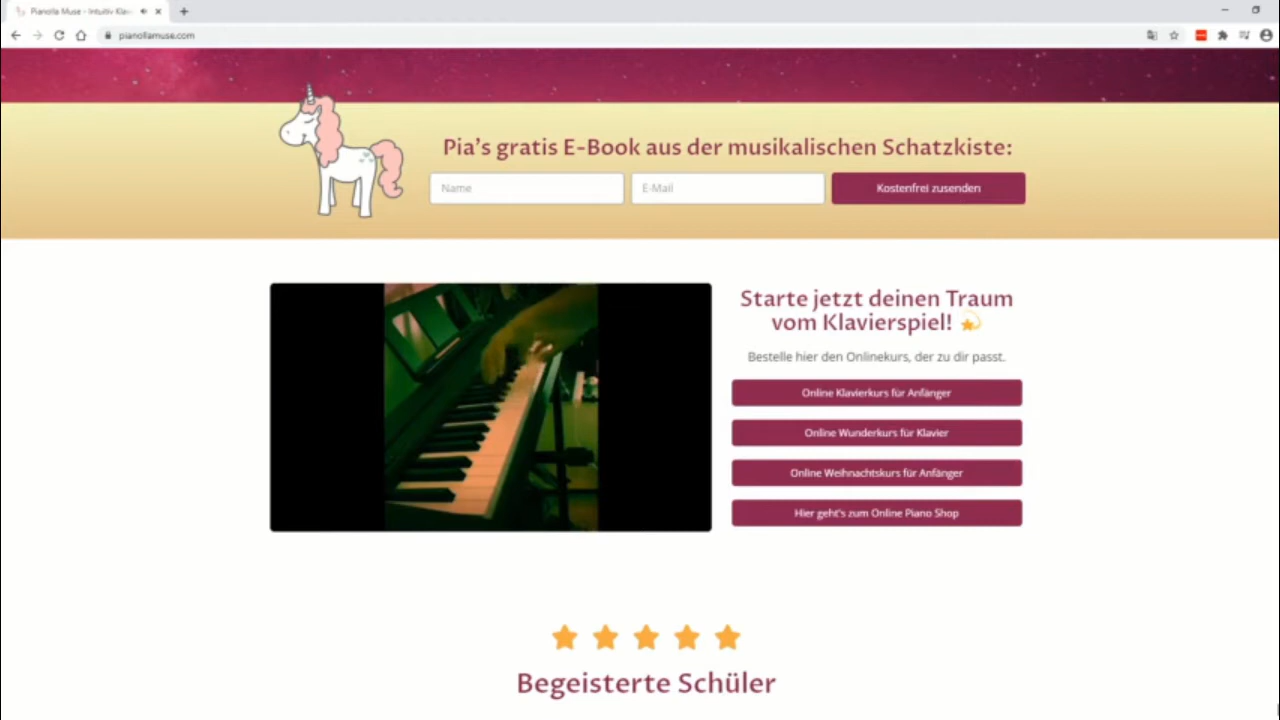 Pianolla Muse - Intuitiv Klav
pianollamuse.com
Pia's gratis E-Book aus der musikalischen Schatzkiste:
Name
E-Mail
Kostenfrei zusenden
Starte jetzt deinen Traum
vom Klavierspiel!
Bestelle hier den Onlinekurs, der zu dir passt.
Online Klavierkurs für Anfänger
Online Wunderkurs für Klavier
Online Weihnachtskurs für Anfänger
Hier geht's zum Online Piano Shop
Begeisterte Schüler